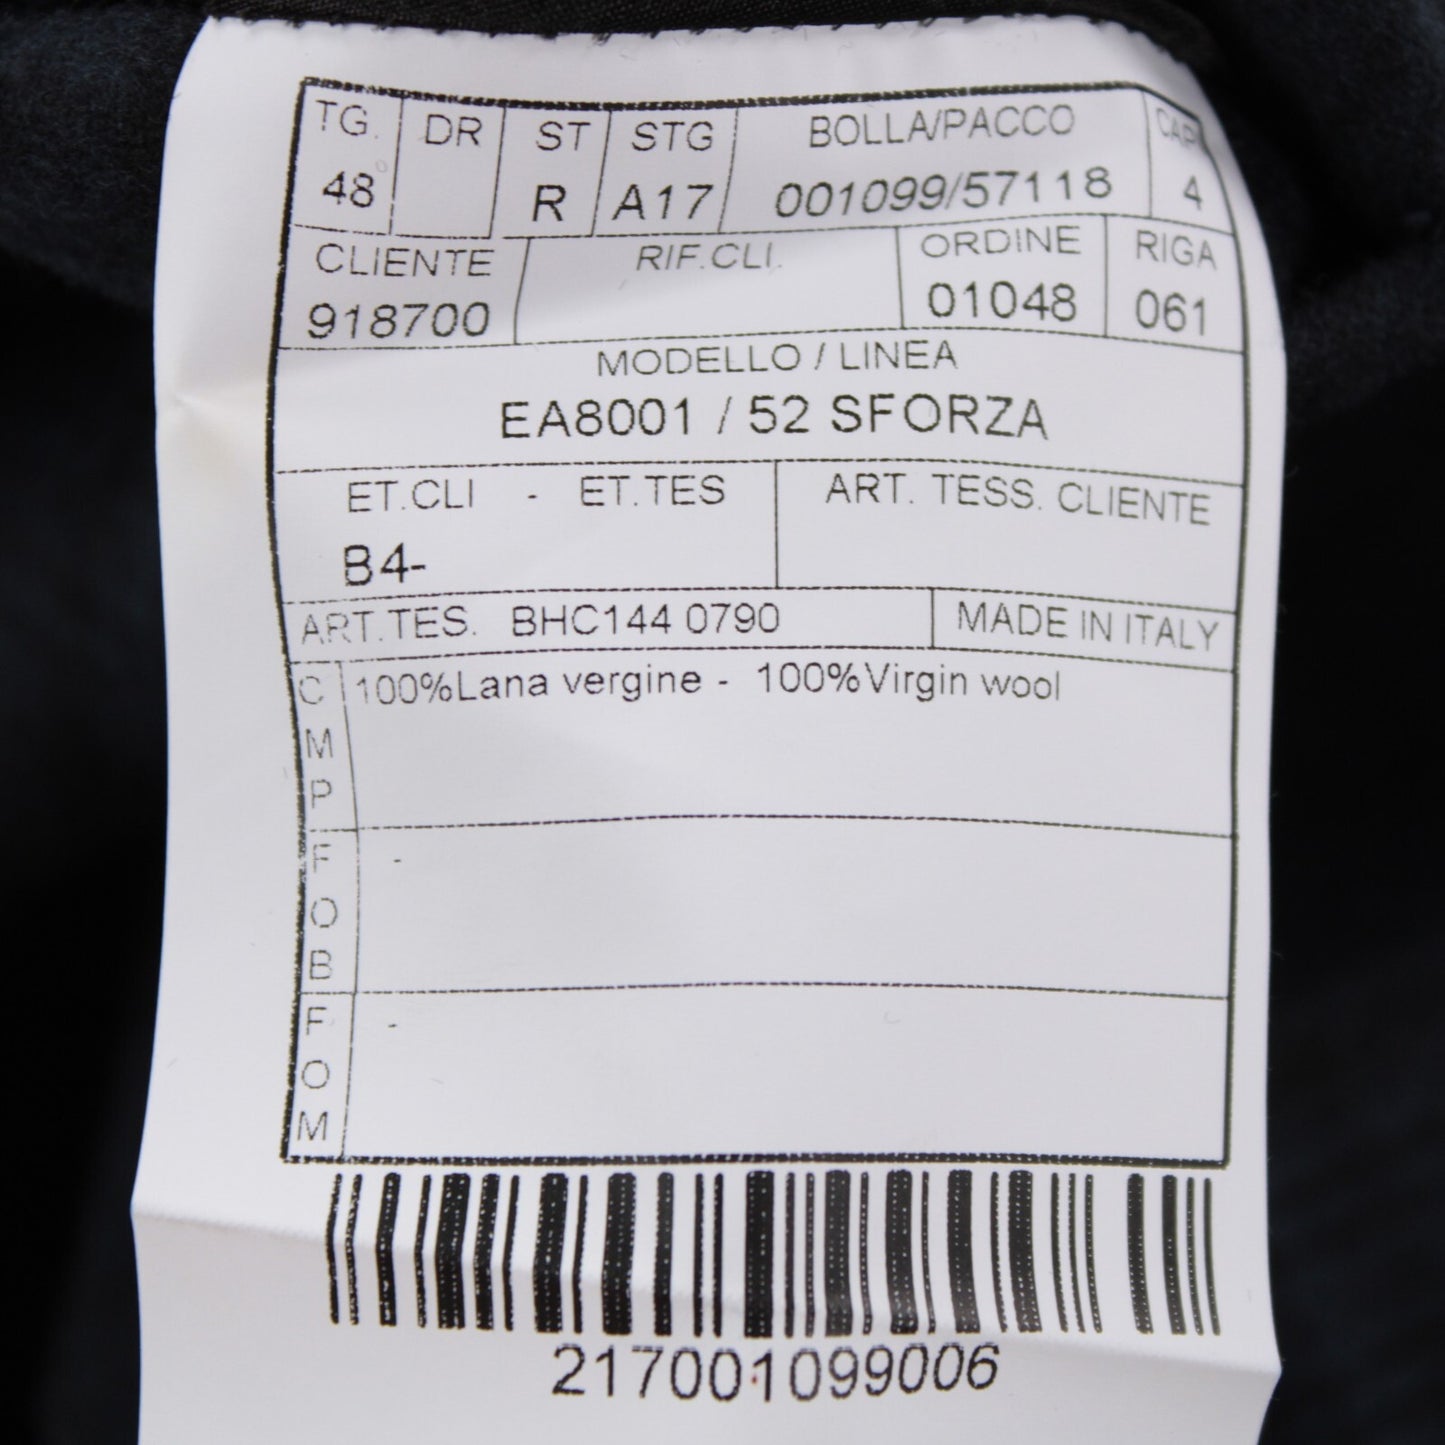 TG. DR ST STG BOLLA/PACCO
48 R A17 001099/57118 4
CLIENTE RIF.CLI. ORDINE RIGA
918700 01048 061
MODELLO / LINEA
EA8001 / 52 SFORZA
ET.CLI - ET.TES ART. TESS. CLIENTE
B4-
ART.TES. BHC144 0790 MADE IN ITALY
C 100%Lana vergine - 100%Virgin wool
M
P
F -
O
B
F -
O
M
217001099006